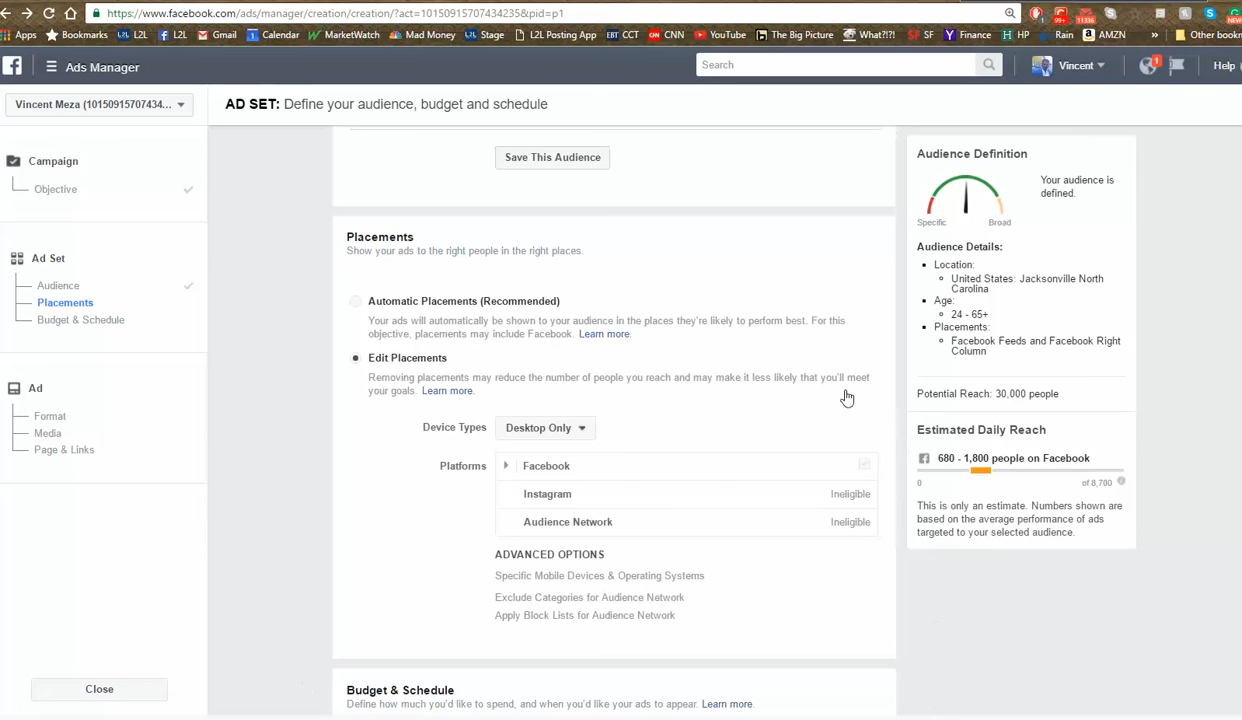 https://www.facebook.com/ads/manager/creation/creation/?act=101509157074342358&pid=p1
Apps Bookmarks L2L L2L Gmail Calendar MarketWatch Mad Money Stage L2L Posting App EBT CCT CNN YouTube The Big Picture What?!! SF SF Finance HP Rain AMZN » Other bookm
1 99+ 11336 NEW
Ads Manager
Search
Vincent
1
Help
Vincent Meza (10150915707434...
AD SET: Define your audience, budget and schedule
Campaign
Objective
Ad Set
Audience
Placements
Budget & Schedule
Ad
Format
Media
Page & Links
Close
Save This Audience
Placements
Show your ads to the right people in the right places.
Automatic Placements (Recommended)
Your ads will automatically be shown to your audience in the places they're likely to perform best. For this
objective, placements may include Facebook. Learn more.
Edit Placements
Removing placements may reduce the number of people you reach and may make it less likely that you'll meet
your goals. Learn more.
Device Types Desktop Only
Platforms Facebook
Instagram Ineligible
Audience Network Ineligible
ADVANCED OPTIONS
Specific Mobile Devices & Operating Systems
Exclude Categories for Audience Network
Apply Block Lists for Audience Network
Budget & Schedule
Define how much you'd like to spend, and when you'd like your ads to appear. Learn more.
Audience Definition
Your audience is
defined.
Specific Broad
Audience Details:
Location:
United States: Jacksonville North
Carolina
Age:
24 - 65+
Placements:
Facebook Feeds and Facebook Right
Column
Potential Reach: 30,000 people
Estimated Daily Reach
680 - 1,800 people on Facebook
0 of 8,700
This is only an estimate. Numbers shown are
based on the average performance of ads
targeted to your selected audience.